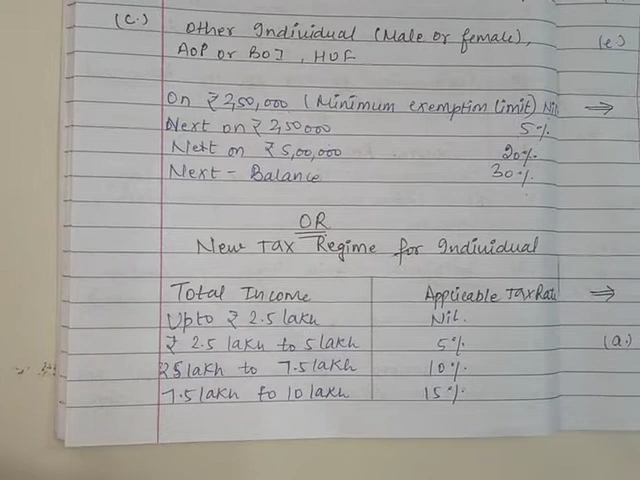 (c.) Other Individual (Male or female), (e.)
AOP or BOI, HUF
On ₹ 2,50,000 (Minimum exemption limit) Nil →
Next on ₹ 2,50000 5%
Next on ₹ 5,00,000 20%
Next - Balance 30%
OR
New Tax Regime for Individual
Total Income Applicable Tax Rate →
Upto ₹ 2.5 lakh Nil.
₹ 2.5 lakh to 5 lakh 5% (a.)
₹5 lakh to 7.5 lakh 10%
7.5 lakh to 10 lakh 15%